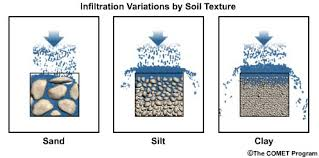 Infiltration Variations by Soil Texture
Sand Silt Clay
©The COMET Program